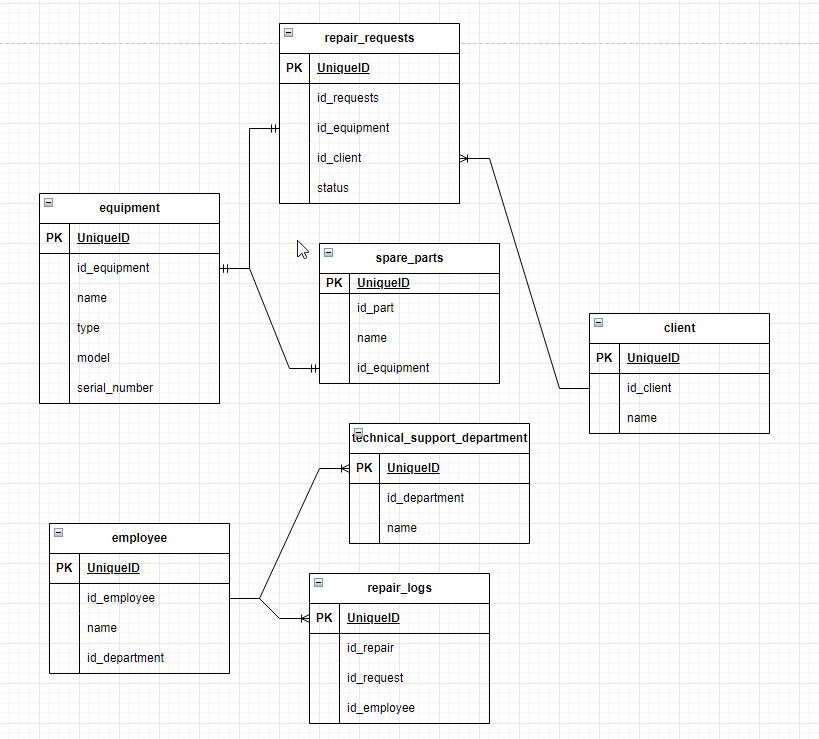 repair_requests
PK UniqueID
id_requests
id_equipment
id_client
status
equipment
PK UniqueID
id_equipment
name
type
model
serial_number
spare_parts
PK UniqueID
id_part
name
id_equipment
client
PK UniqueID
id_client
name
technical_support_department
PK UniqueID
id_department
name
employee
PK UniqueID
id_employee
name
id_department
repair_logs
PK UniqueID
id_repair
id_request
id_employee